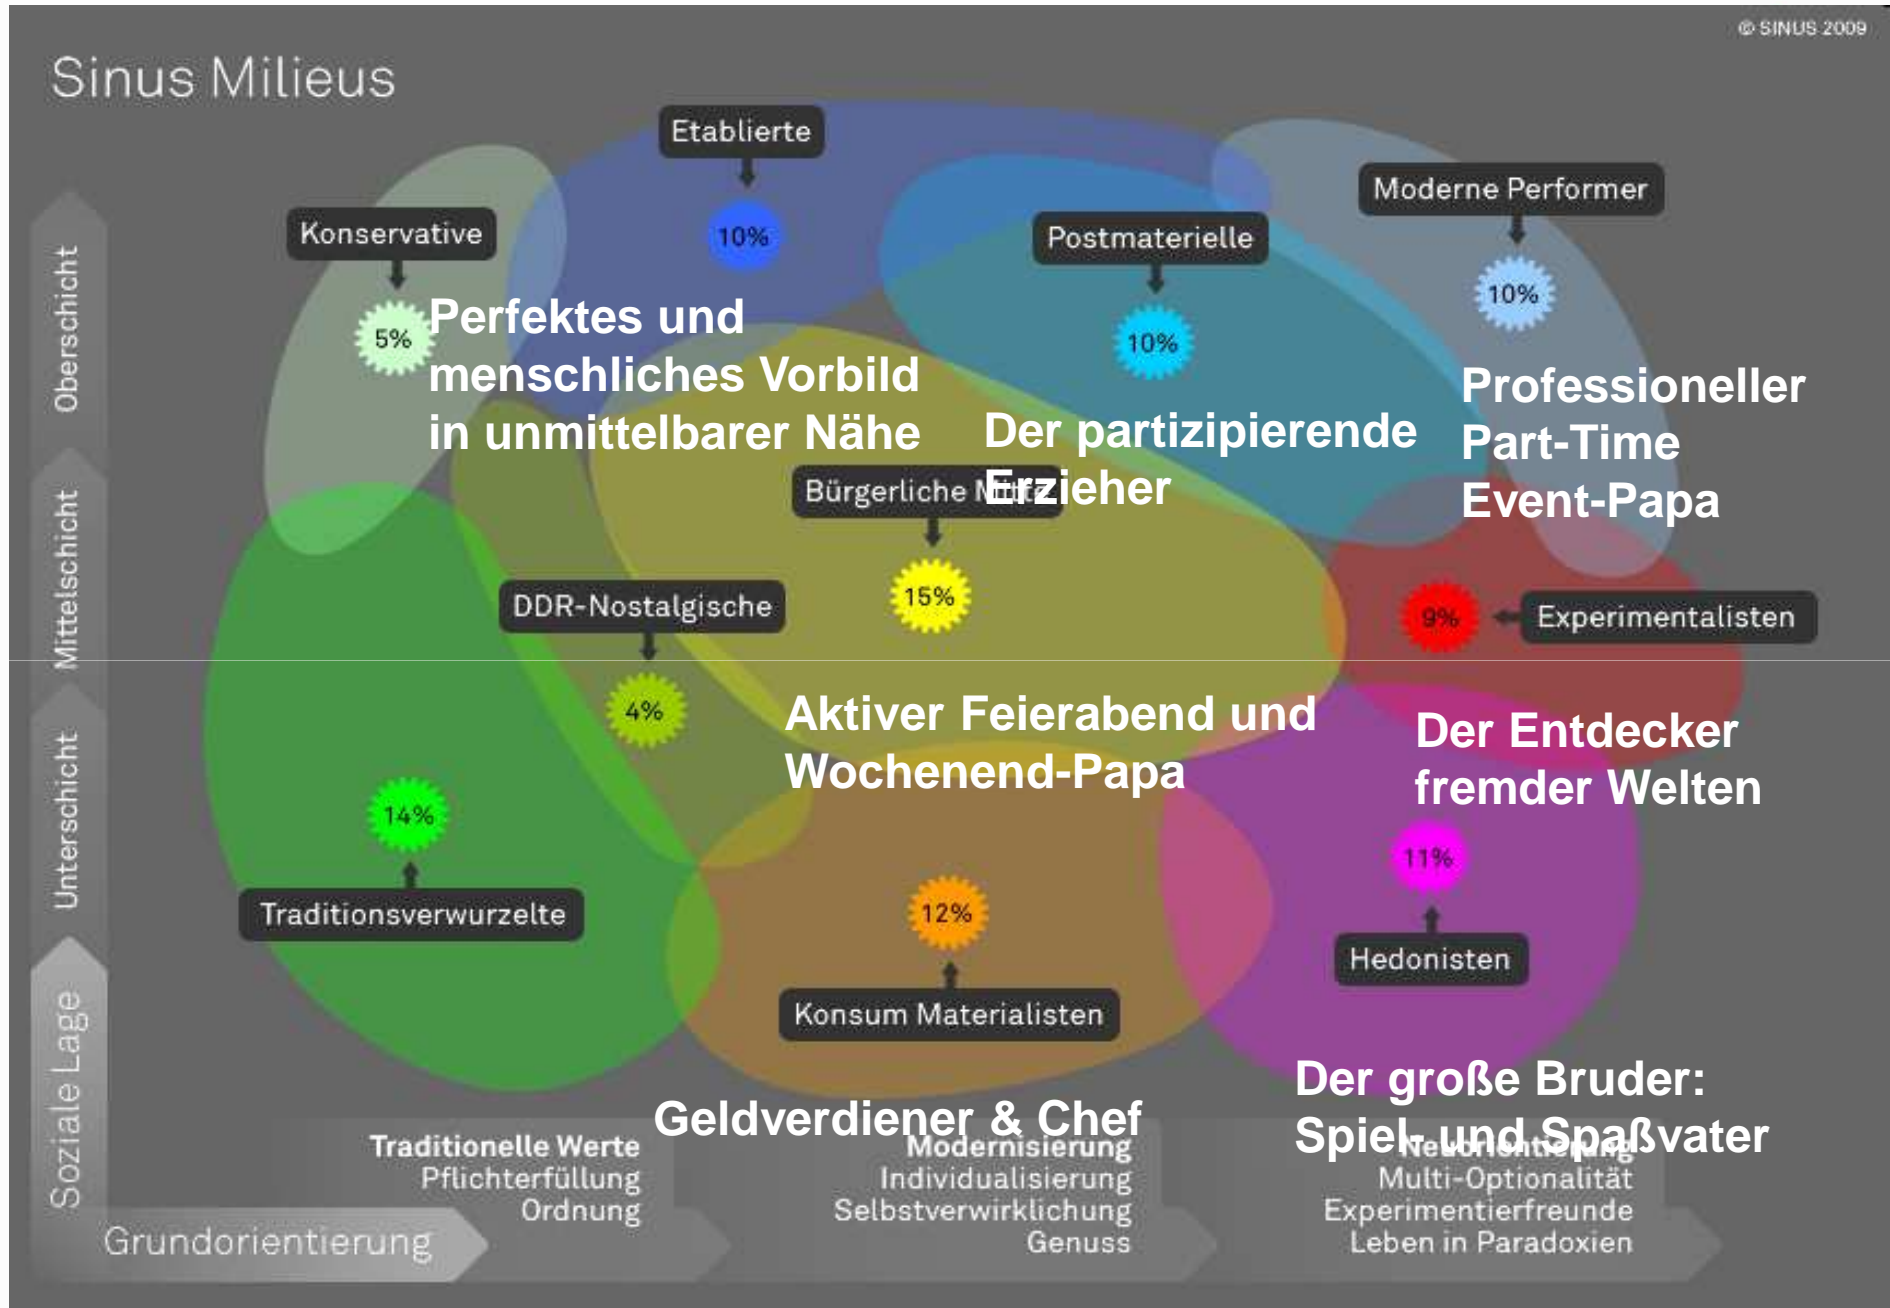 © SINUS 2009
Sinus Milieus
Etablierte
10%
Moderne Performer
10%
Konservative
5%
Postmaterielle
10%
Perfektes und
menschliches Vorbild
in unmittelbarer Nähe
Professioneller
Part-Time
Event-Papa
Der partizipierende
Erzieher
Bürgerliche Mitte
15%
DDR-Nostalgische
4%
9%
Experimentalisten
Aktiver Feierabend und
Wochenend-Papa
Der Entdecker
fremder Welten
14%
Traditionsverwurzelte
12%
Konsum Materialisten
11%
Hedonisten
Geldverdiener & Chef
Der große Bruder:
Spiel- und Spaßvater
Oberschicht
Mittelschicht
Unterschicht
Soziale Lage
Grundorientierung
Traditionelle Werte
Pflichterfüllung
Ordnung
Modernisierung
Individualisierung
Selbstverwirklichung
Genuss
Neuorientierung
Multi-Optionalität
Experimentierfreunde
Leben in Paradoxien